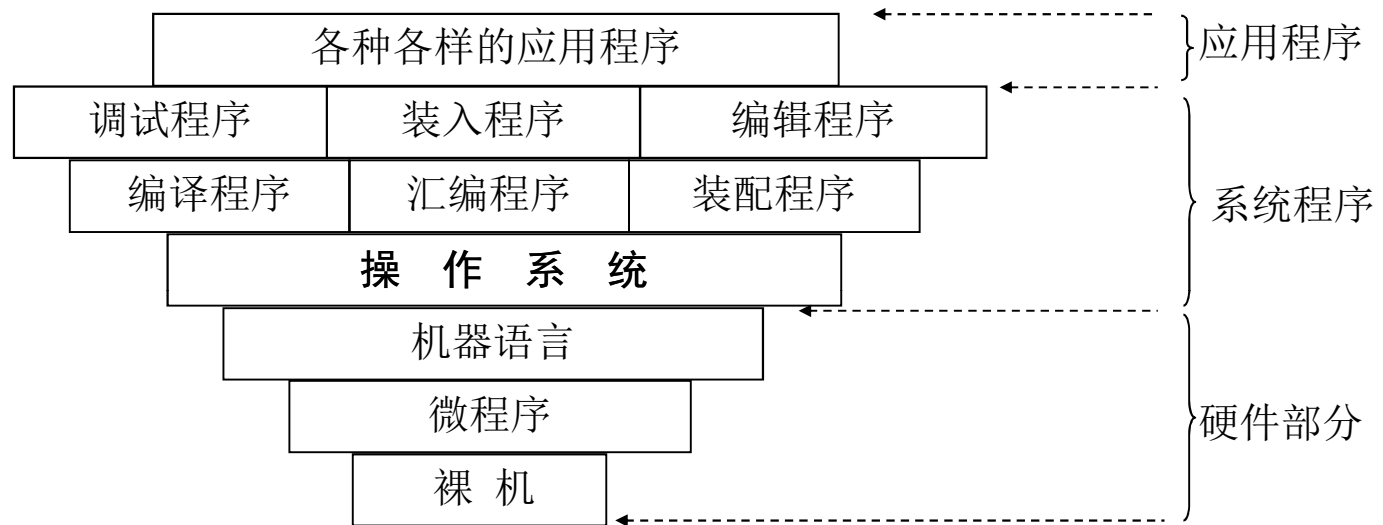 各种各样的应用程序
应用程序
调试程序 装入程序 编辑程序
编译程序 汇编程序 装配程序
系统程序
操 作 系 统
机器语言
微程序
硬件部分
裸 机